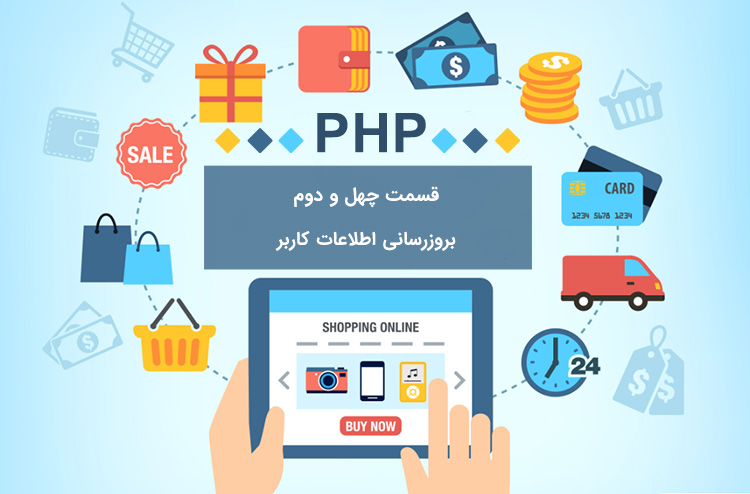 PHP
SALE
قسمت چهل و دوم
بروزرسانی اطلاعات کاربر
CARD
1234 5678 1234
SHOPPING ONLINE
24
BUY NOW
$
$
$
$
$
$